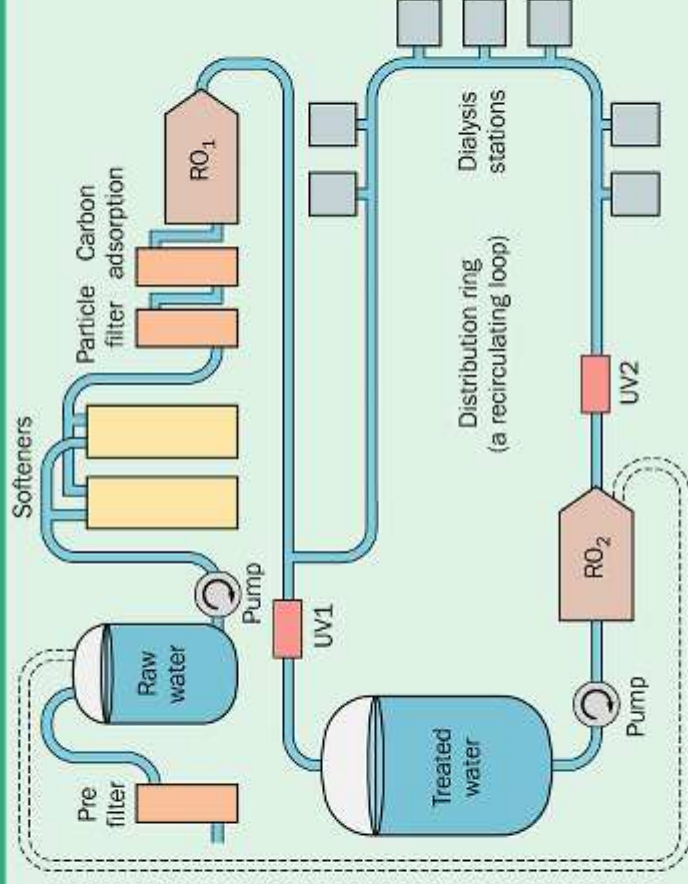 Pre
filter
Raw
water
Pump
Softeners
Particle
filter
Carbon
adsorption
RO1
UV1
Treated
water
Pump
RO2
UV2
Distribution ring
(a recirculating loop)
Dialysis
stations